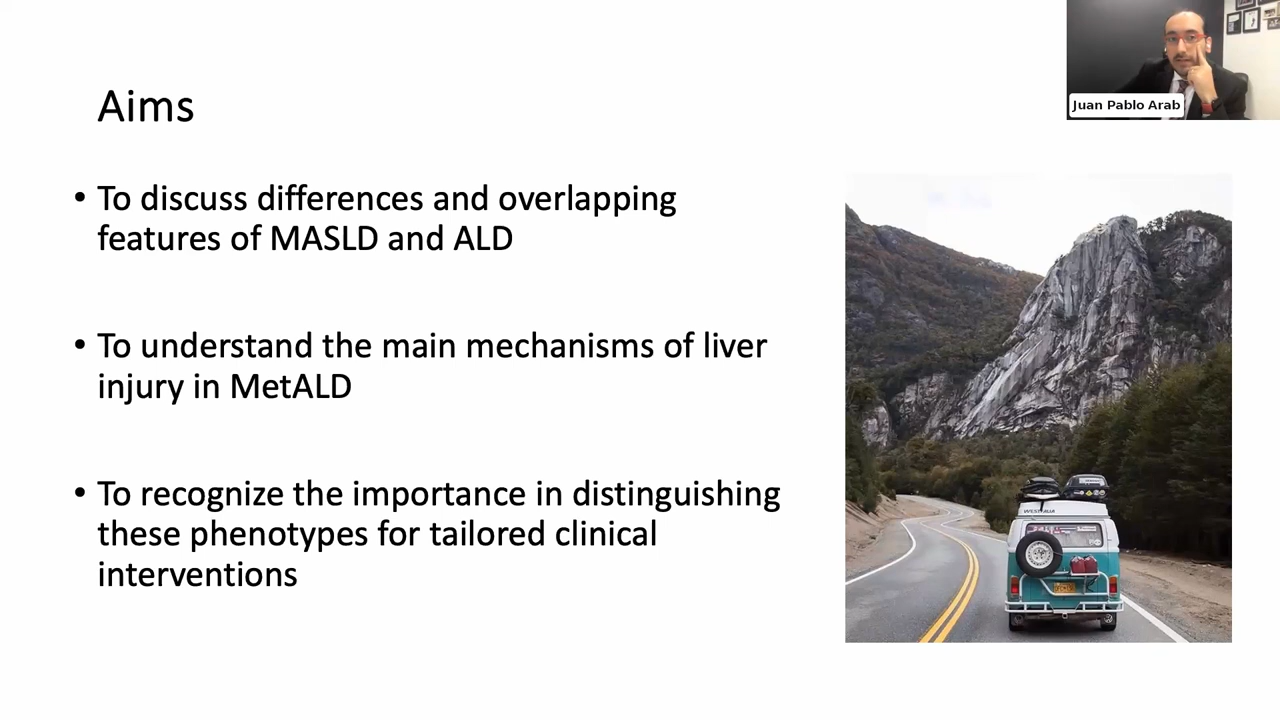 Juan Pablo Arab
Aims
• To discuss differences and overlapping
features of MASLD and ALD
• To understand the main mechanisms of liver
injury in MetALD
• To recognize the importance in distinguishing
these phenotypes for tailored clinical
interventions